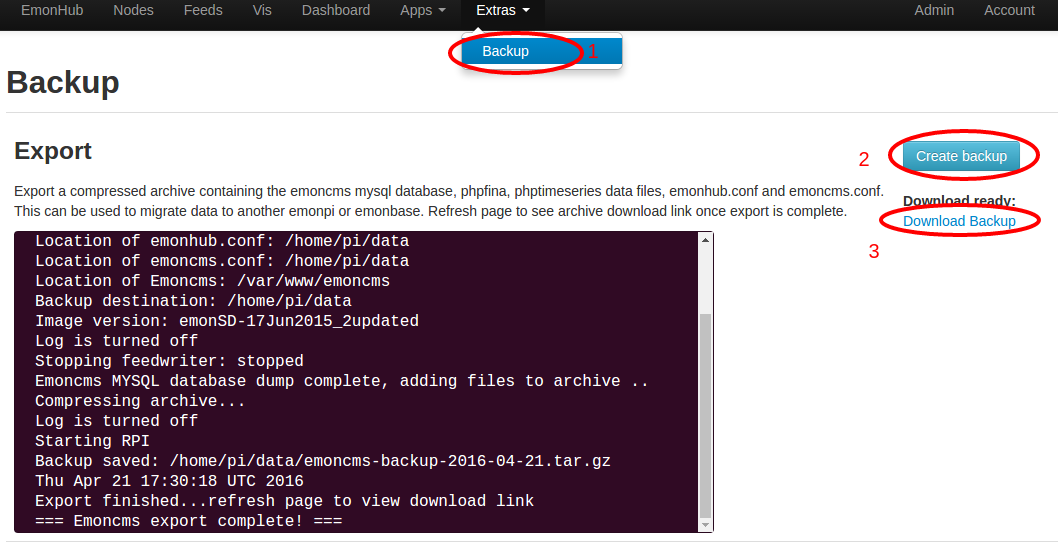 EmonHub Nodes Feeds Vis Dashboard Apps Extras Admin Account
Backup 1
Backup
Export
2 Create backup
Export a compressed archive containing the emoncms mysql database, phpfina, phptimeseries data files, emonhub.conf and emoncms.conf.
This can be used to migrate data to another emonpi or emonbase. Refresh page to see archive download link once export is complete.
Download ready:
Download Backup
3
Location of emonhub.conf: /home/pi/data
Location of emoncms.conf: /home/pi/data
Location of Emoncms: /var/www/emoncms
Backup destination: /home/pi/data
Image version: emonSD-17Jun2015_2updated
Log is turned off
Stopping feedwriter: stopped
Emoncms MYSQL database dump complete, adding files to archive ..
Compressing archive...
Log is turned off
Starting RPI
Backup saved: /home/pi/data/emoncms-backup-2016-04-21.tar.gz
Thu Apr 21 17:30:18 UTC 2016
Export finished...refresh page to view download link
=== Emoncms export complete! ===